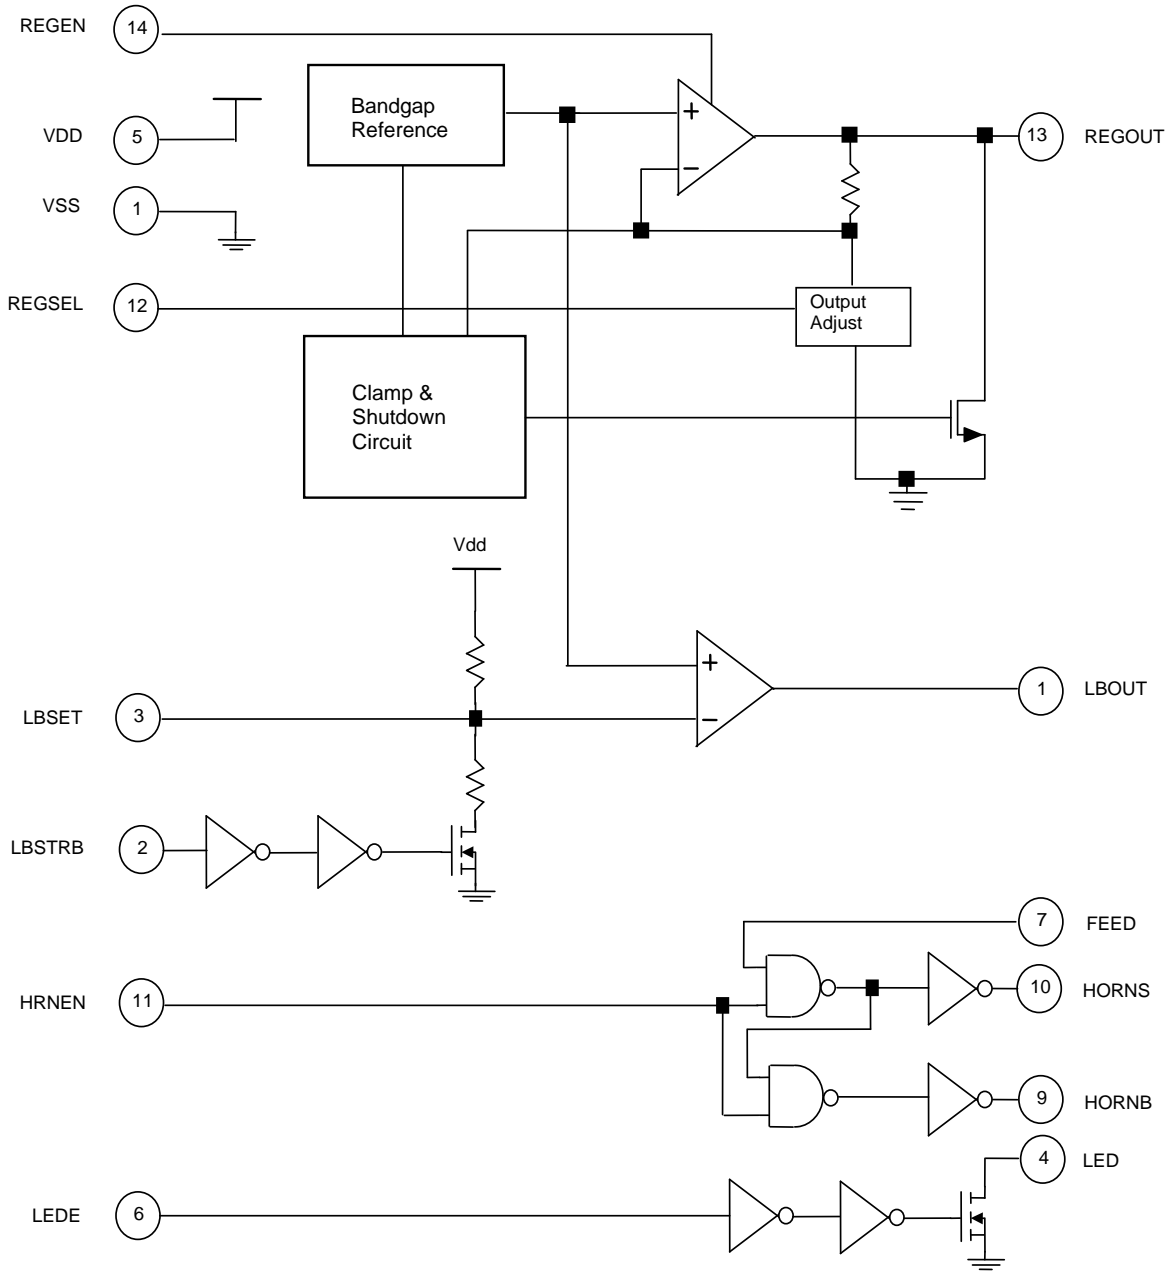 REGEN 14
Bandgap
Reference
+
−
VDD 5
13 REGOUT
VSS 1
REGSEL 12
Output
Adjust
Clamp &
Shutdown
Circuit
Vdd
+
−
LBSET 3
1 LBOUT
LBSTRB 2
7 FEED
HRNEN 11
10 HORNS
9 HORNB
4 LED
LEDE 6